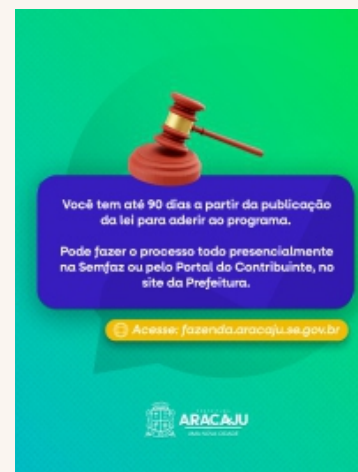 Você tem até 90 dias a partir da publicação
da lei para aderir ao programa.
Pode fazer o processo todo presencialmente
na Semfaz ou pelo Portal do Contribuinte, no
site da Prefeitura.
Acesse: fazenda.aracaju.se.gov.br
ARACAJU